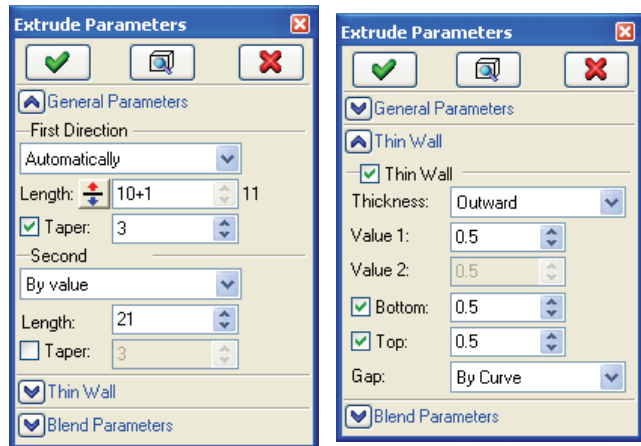 Extrude Parameters
General Parameters
First Direction
Automatically
Length: 10+1 11
Taper: 3
Second
By value
Length: 21
Taper: 3
Thin Wall
Blend Parameters
Extrude Parameters
General Parameters
Thin Wall
Thin Wall
Thickness: Outward
Value 1: 0.5
Value 2: 0.5
Bottom: 0.5
Top: 0.5
Gap: By Curve
Blend Parameters